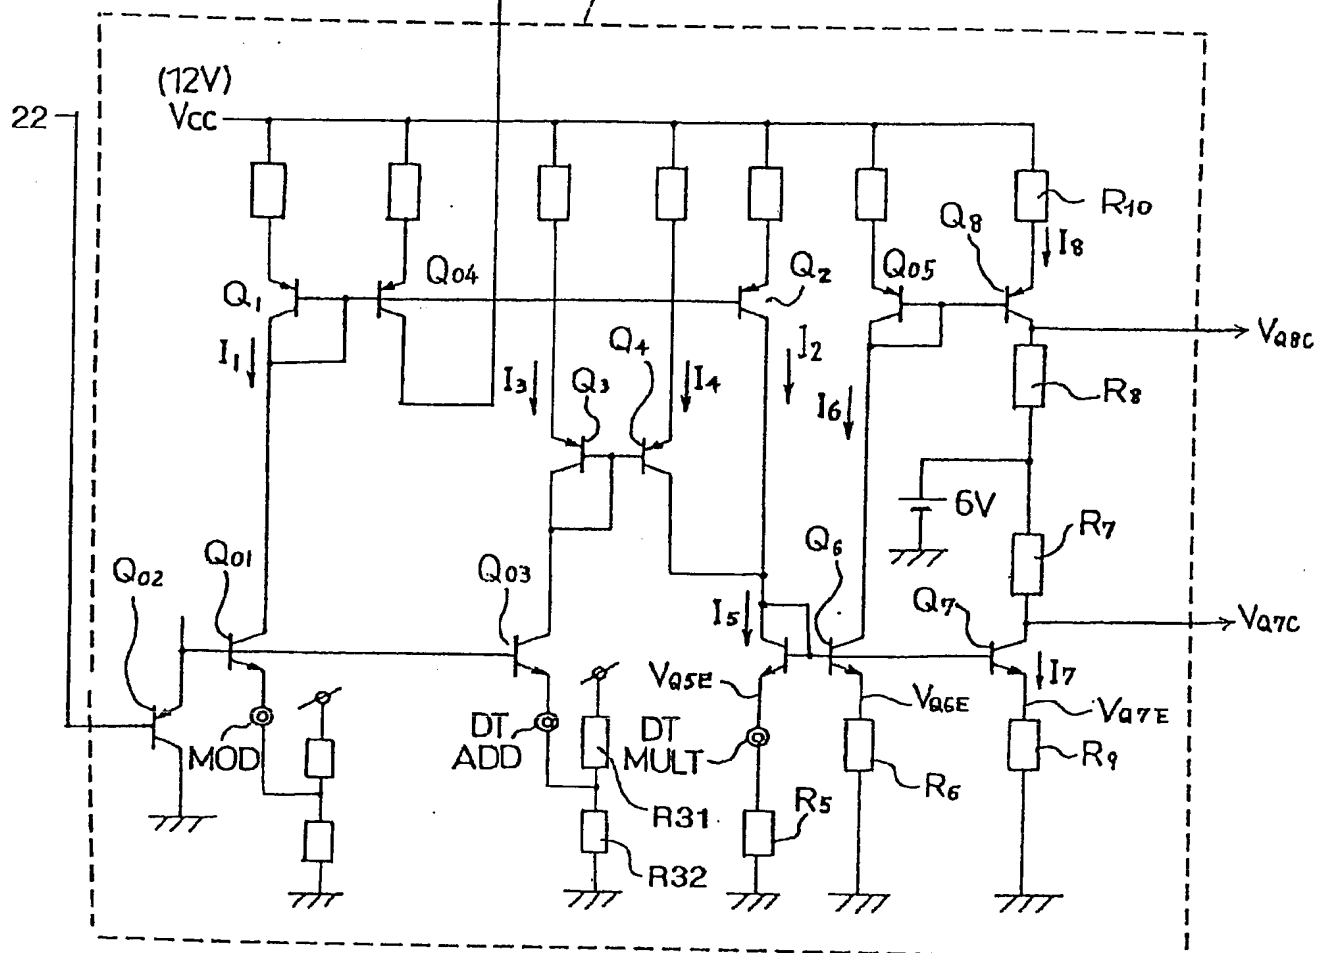 (12V)
22
VCC
R10
Q8
I8
Q04
Q2
Q05
Q1
VQ8C
I1
Q4
I2
I3
Q3
I4
I6
R8
6V
R7
Q02
Q01
Q03
Q6
Q7
I5
VQ7C
VQ5E
VQ6E
I7
VQ7E
MOD
DT
ADD
DT
MULT
R9
R31
R5
R6
R32